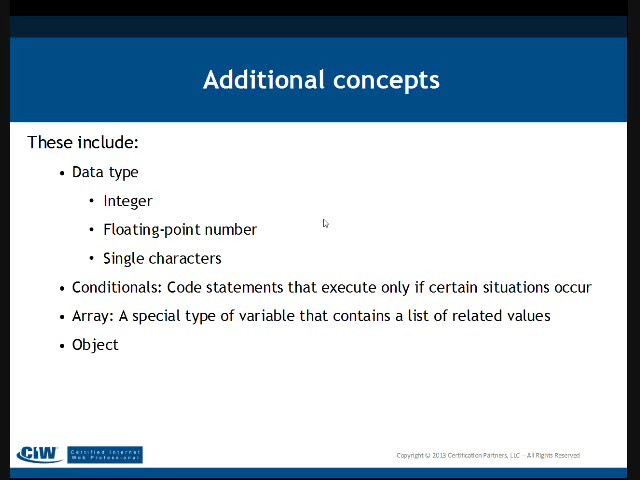 Additional concepts
These include:
• Data type
• Integer
• Floating-point number
• Single characters
• Conditionals: Code statements that execute only if certain situations occur
• Array: A special type of variable that contains a list of related values
• Object
CIW
Certified Internet
Web Professional
Copyright © 2013 Certification Partners, LLC -- All Rights Reserved